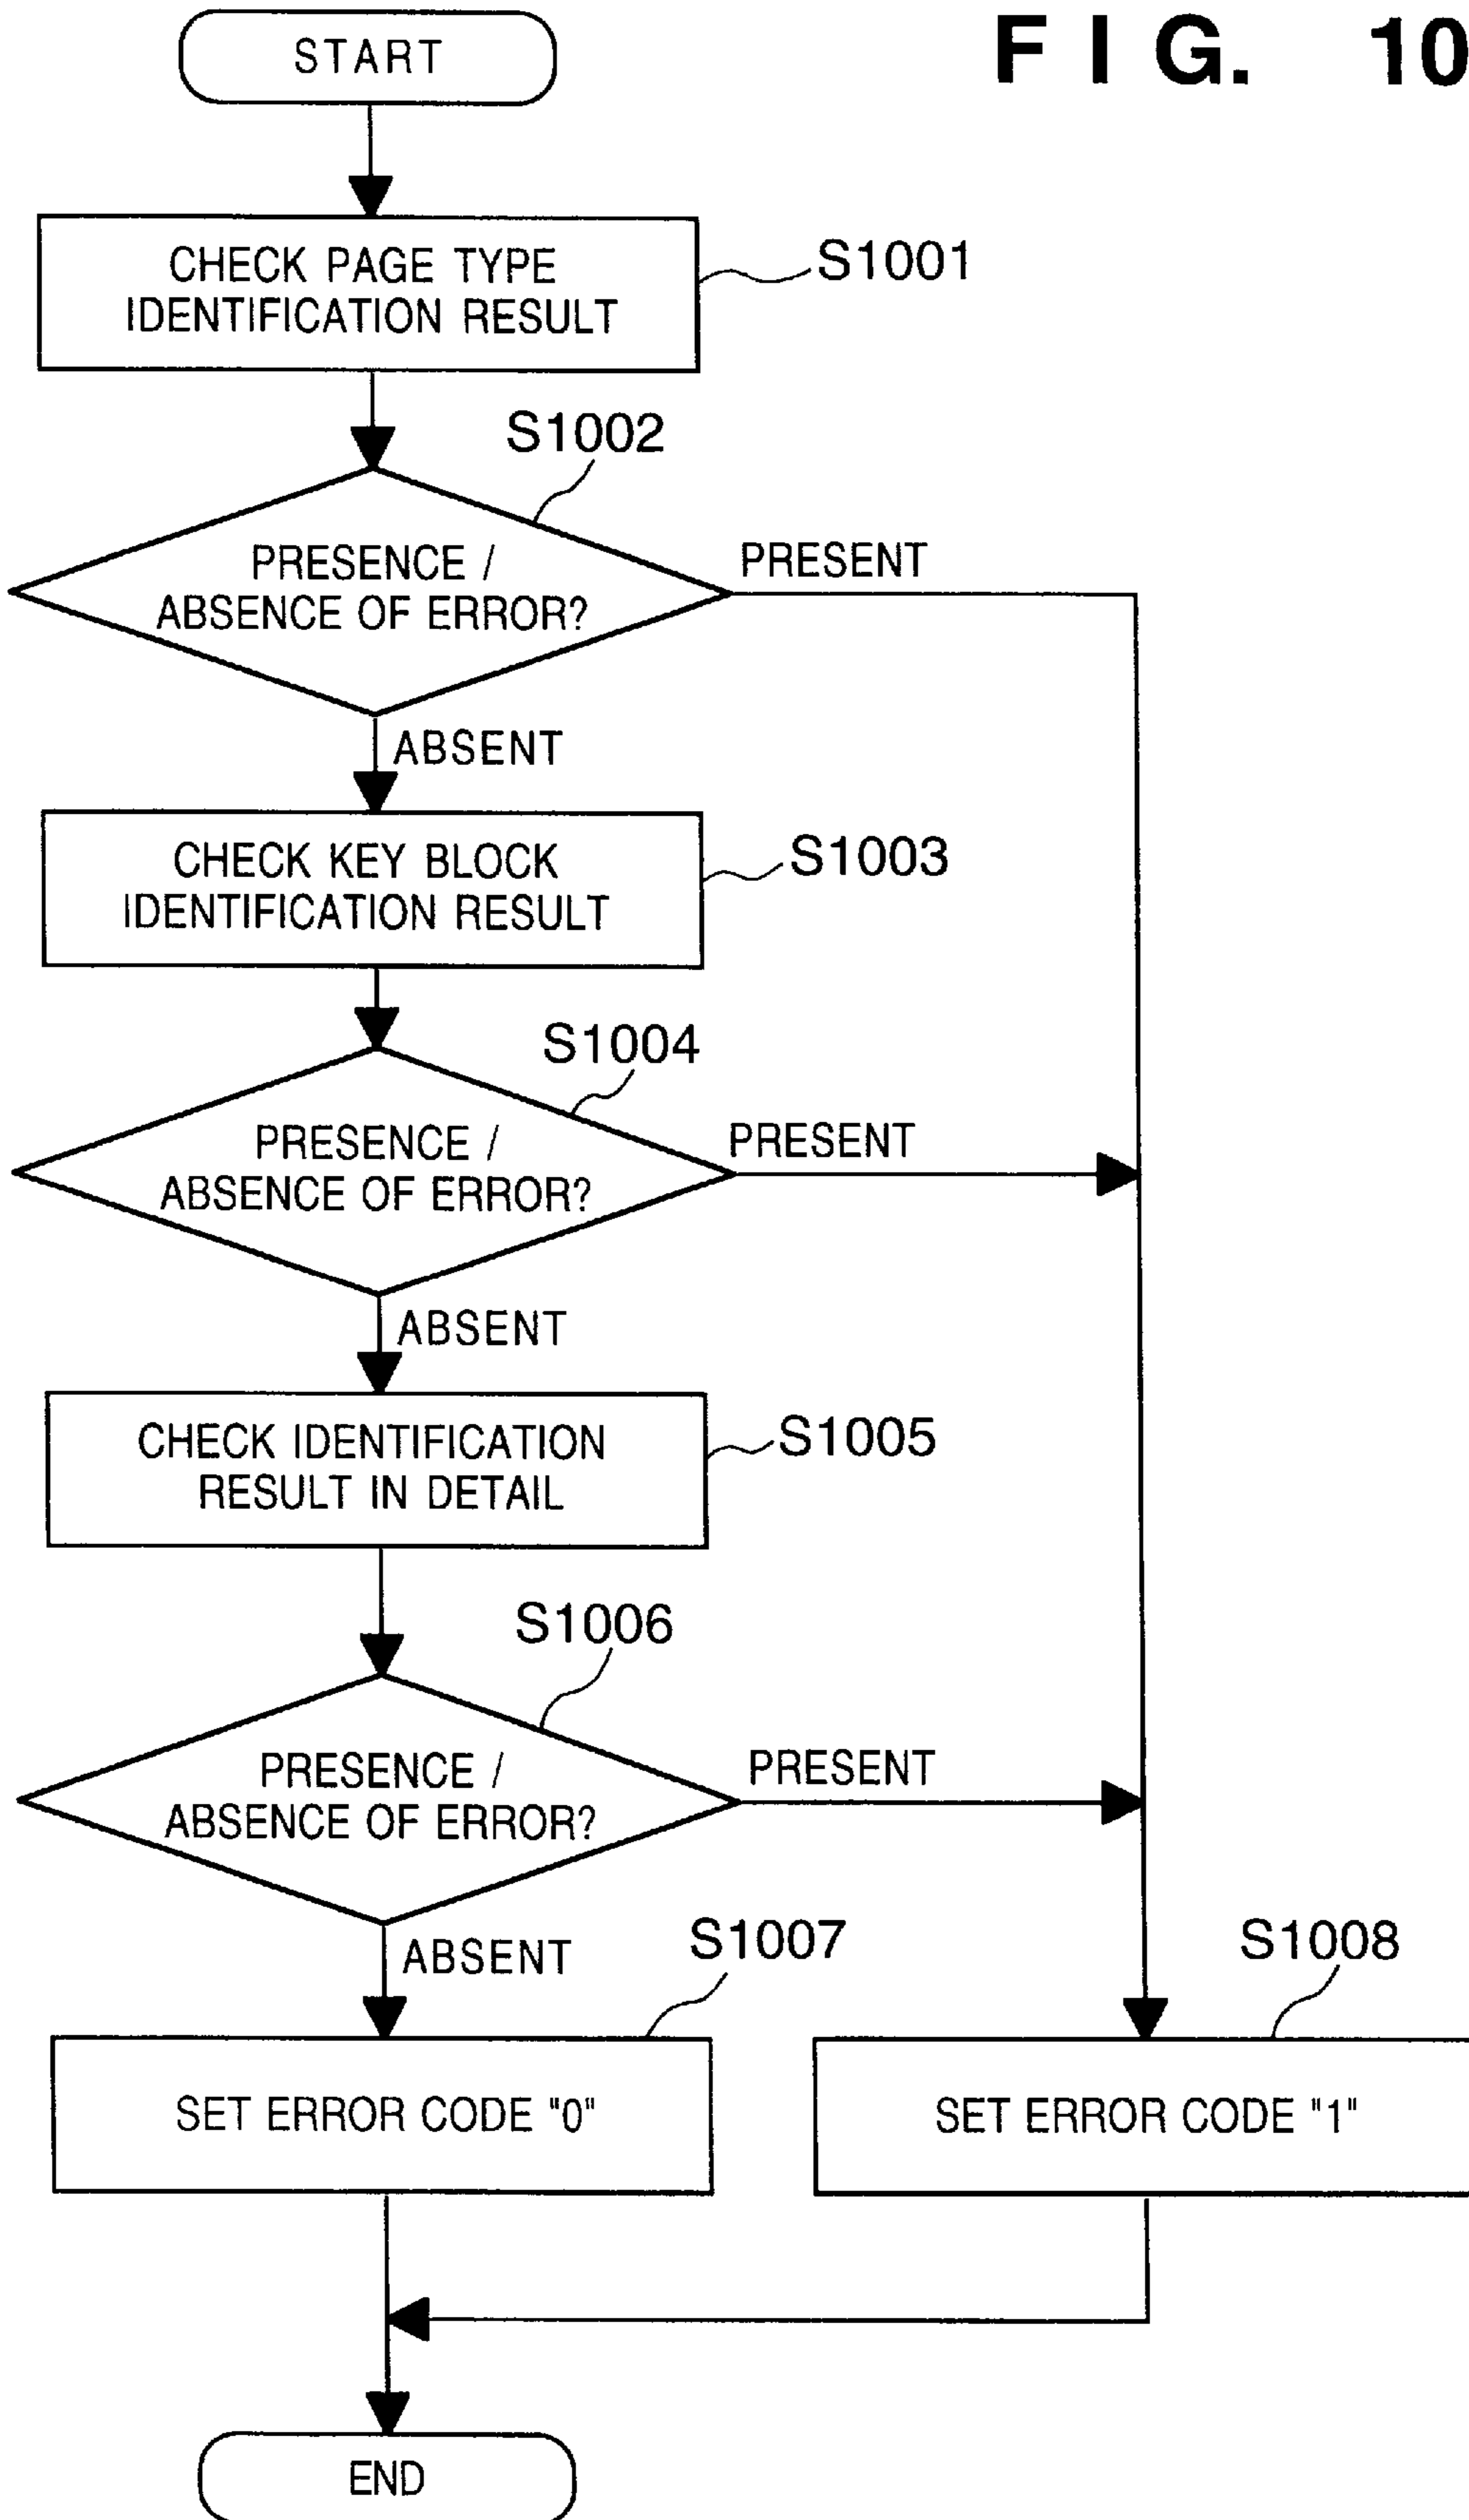 FIG. 10
START
CHECK PAGE TYPE
IDENTIFICATION RESULT
S1001
S1002
PRESENCE /
ABSENCE OF ERROR?
PRESENT
ABSENT
CHECK KEY BLOCK
IDENTIFICATION RESULT
S1003
S1004
PRESENCE /
ABSENCE OF ERROR?
PRESENT
ABSENT
CHECK IDENTIFICATION
RESULT IN DETAIL
S1005
S1006
PRESENCE /
ABSENCE OF ERROR?
PRESENT
ABSENT
S1007
SET ERROR CODE "0"
S1008
SET ERROR CODE "1"
END